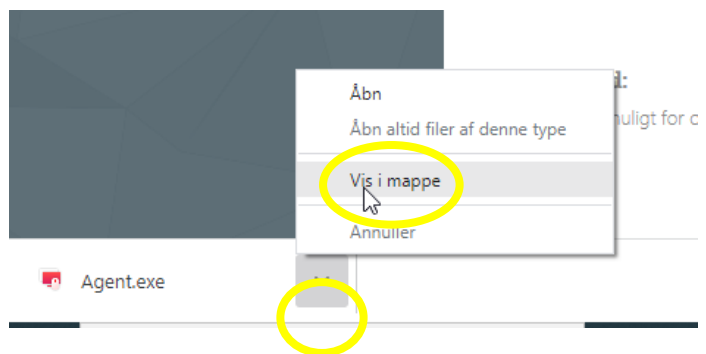 Åbn
Åbn altid filer af denne type
Vis i mappe
Annuller
Agent.exe